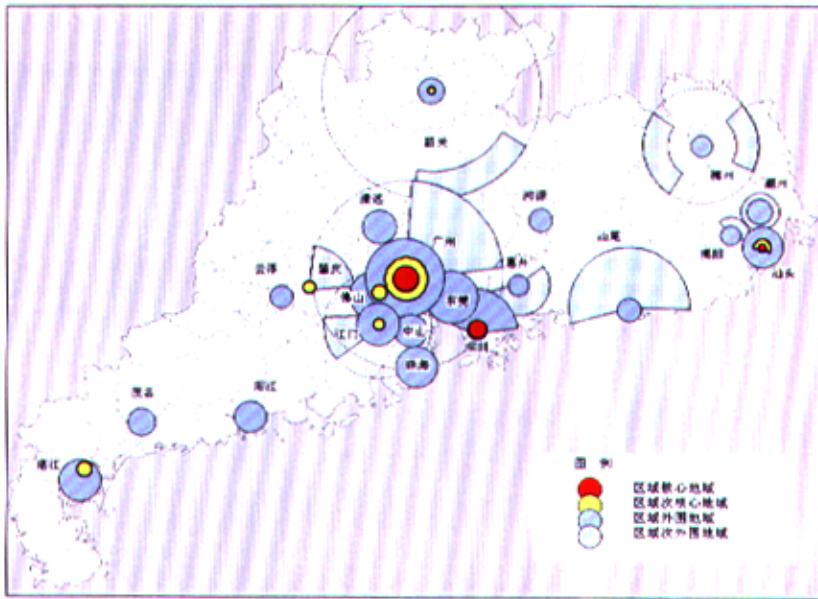 韶关
梅州
潮州
清远
河源
揭阳
广州
山尾
汕头
云浮
肇庆
惠州
佛山
东莞
江门
中山
深圳
珠海
茂名
阳江
湛江
图 例
区域核心地域
区域次核心地域
区域外围地域
区域次外围地域